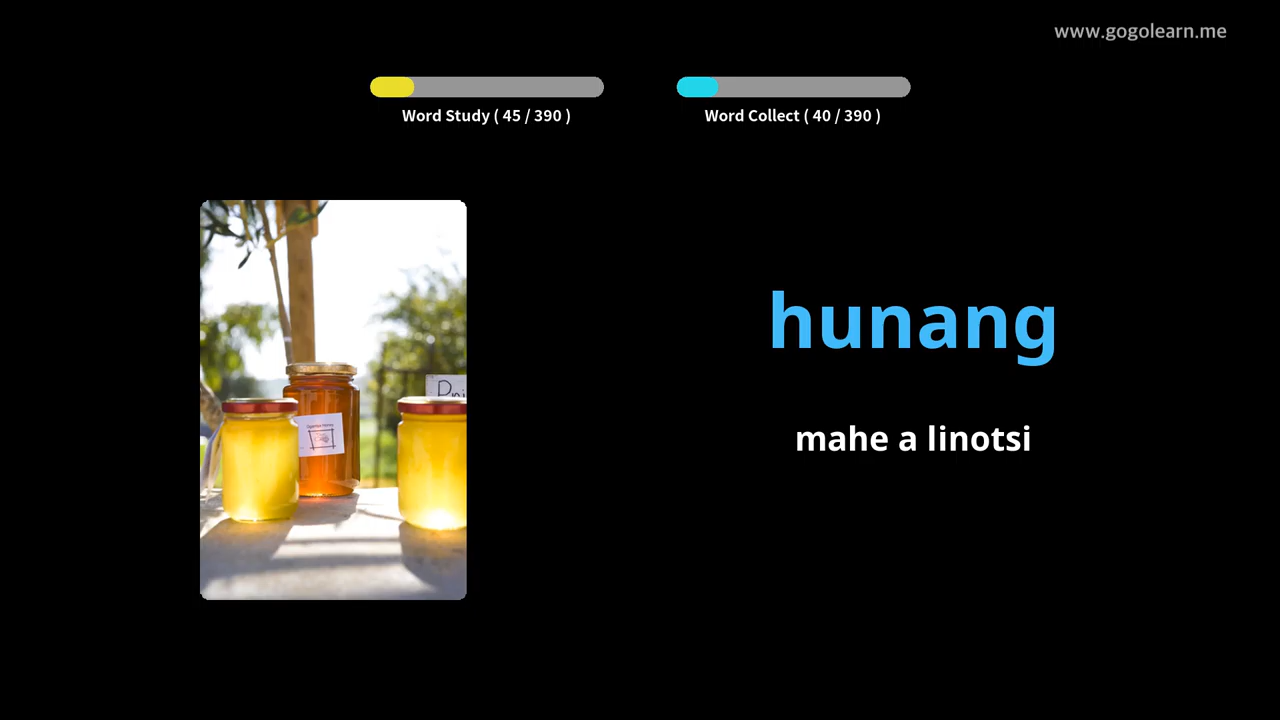 www.gogolearn.me
Word Study ( 45 / 390 )
Word Collect ( 40 / 390 )
hunang
mahe a linotsi